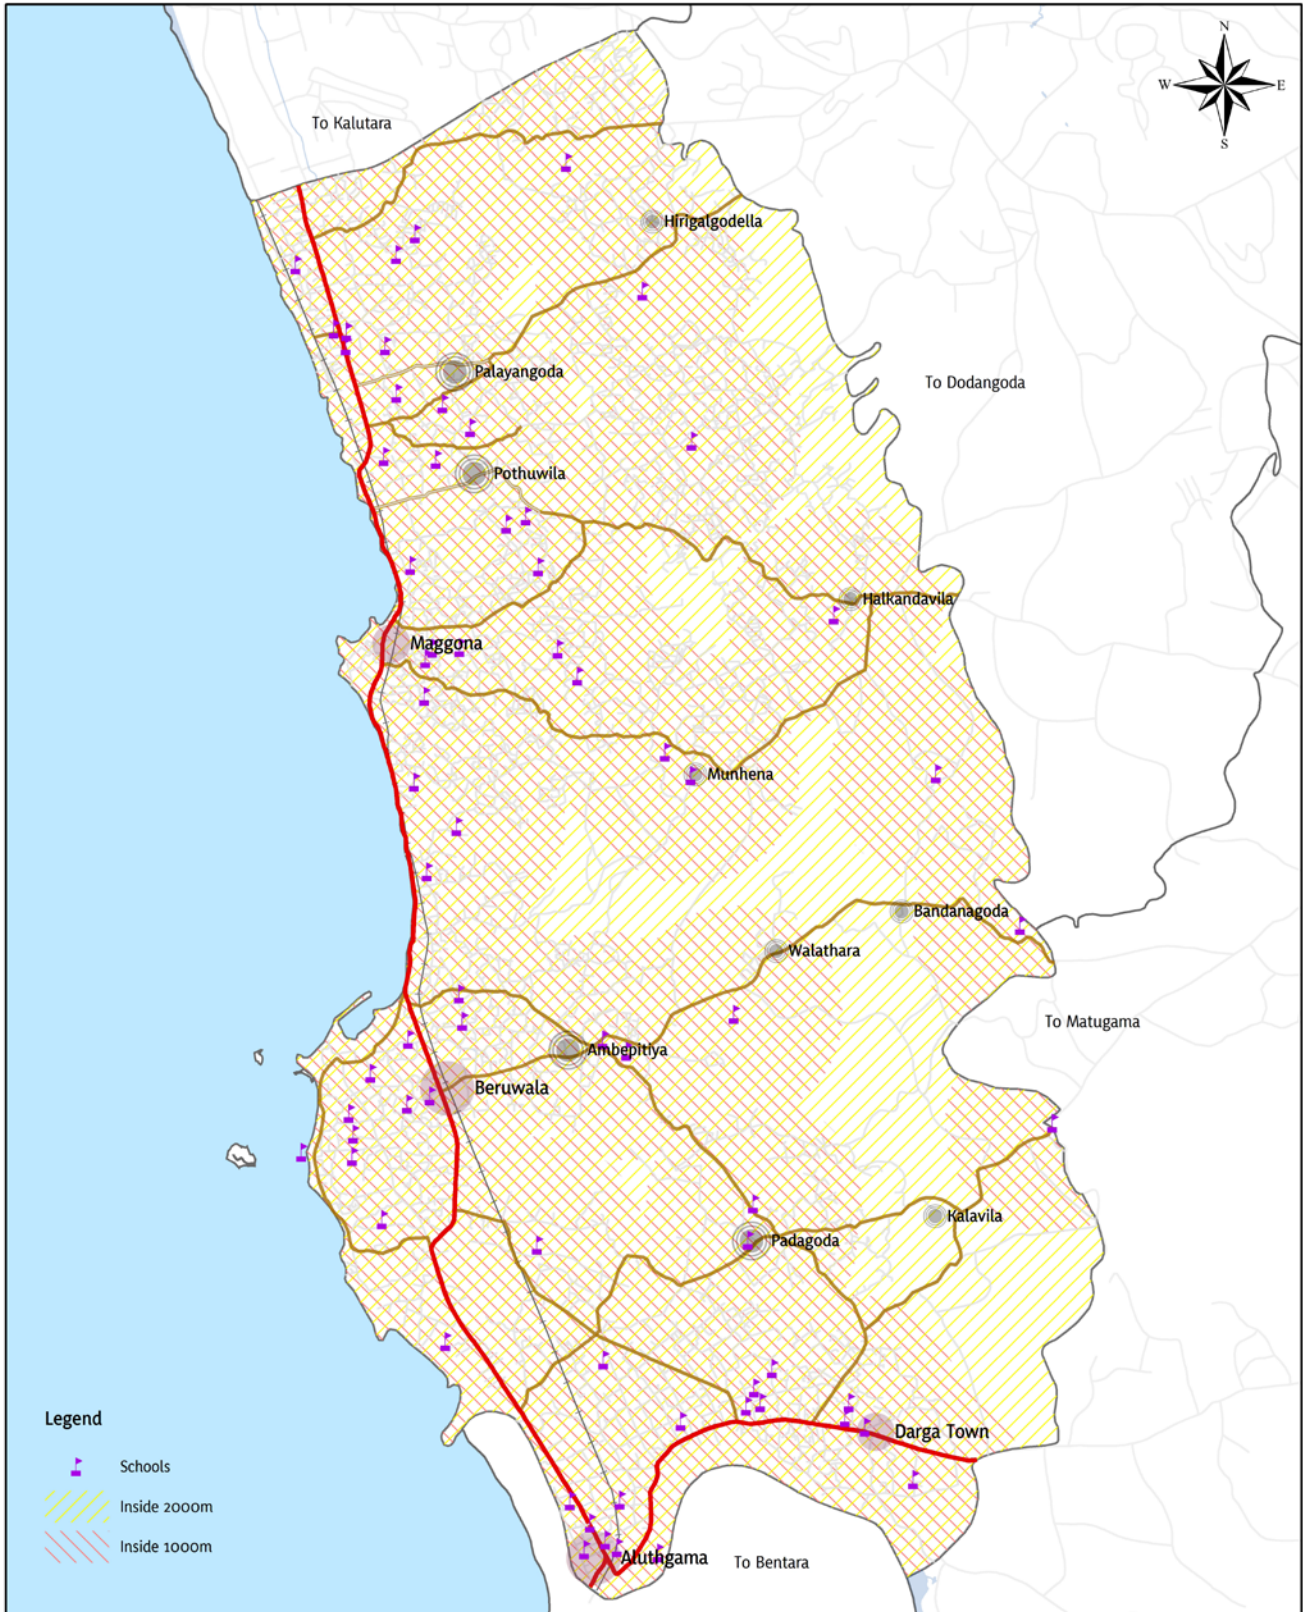 N
W
E
S
To Kalutara
Hirigalgodella
Palayangoda
To Dodangoda
Pothuwila
Halkandavila
Maggona
Munhena
Bandanagoda
Walathara
To Matugama
Ambepitiya
Beruwala
Kalavila
Padagoda
Legend
Darga Town
Schools
Inside 2000m
Inside 1000m
Aluthgama
To Bentara